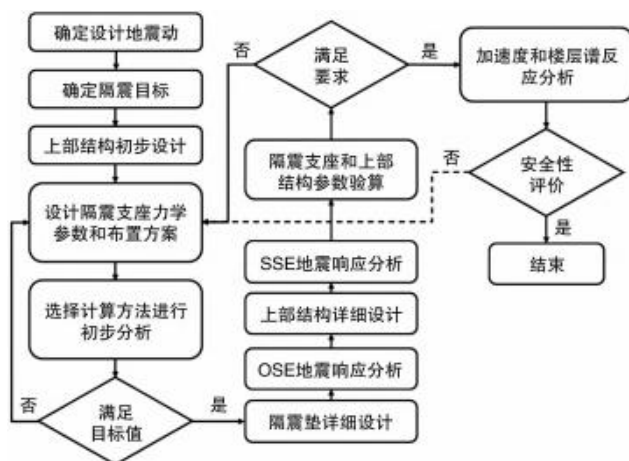 确定设计地震动
确定隔震目标
上部结构初步设计
设计隔震支座力学
参数和布置方案
选择计算方法进行
初步分析
否
满足
目标值
是
隔震垫详细设计
OSE地震响应分析
上部结构详细设计
SSE地震响应分析
隔震支座和上部
结构参数验算
否
满足
要求
是
加速度和楼层谱反
应分析
否
安全性
评价
是
结束